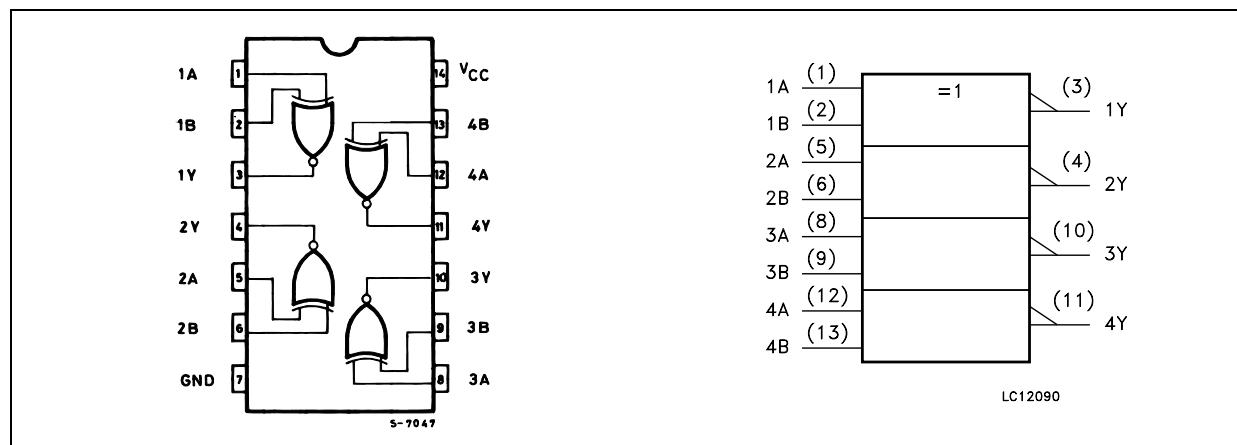 1A 1 14 VCC
1B 2 13 4B
1Y 3 12 4A
2Y 4 11 4Y
2A 5 10 3Y
2B 6 9 3B
GND 7 8 3A
S-7047
=1
1A (1)
1B (2)
2A (5)
2B (6)
3A (8)
3B (9)
4A (12)
4B (13)
(3) 1Y
(4) 2Y
(10) 3Y
(11) 4Y
LC12090